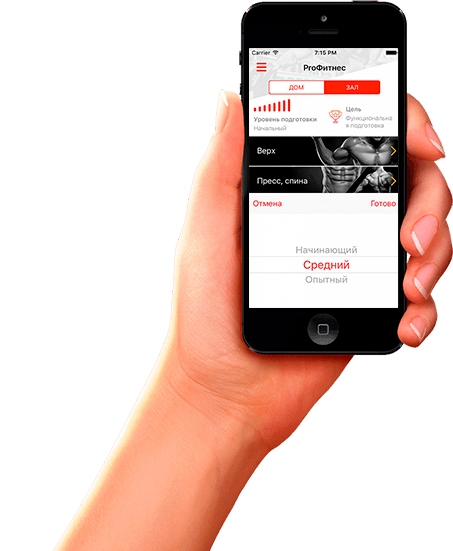 Carrier 7:15 PM
ProФитнес
ДОМ ЗАЛ
Уровень подготовки
Начальный
Цель
Функциональна
я подготовка
Верх
Пресс, спина
Отмена Готово
Начинающий
Средний
Опытный